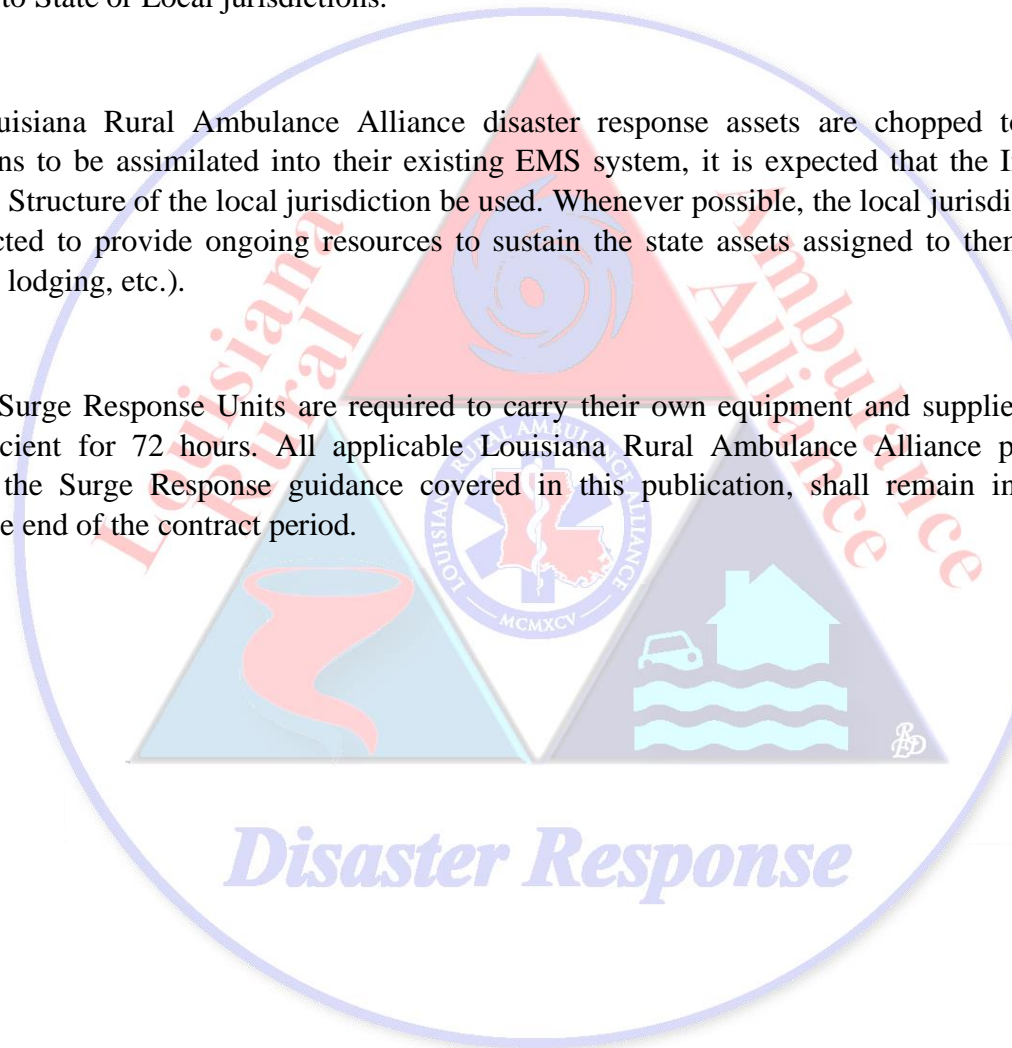 to State or Local jurisdictions.
uisiana Rural Ambulance Alliance disaster response assets are chopped to
ns to be assimilated into their existing EMS system, it is expected that the I
Structure of the local jurisdiction be used. Whenever possible, the local jurisdi
cted to provide ongoing resources to sustain the state assets assigned to them
lodging, etc.).
Surge Response Units are required to carry their own equipment and supplie
cient for 72 hours. All applicable Louisiana Rural Ambulance Alliance p
the Surge Response guidance covered in this publication, shall remain in
e end of the contract period.
Louisiana
Rural
Ambulance
Alliance
LOUISIANA RURAL AMBULANCE ALLIANCE
MCMXCV
Disaster Response